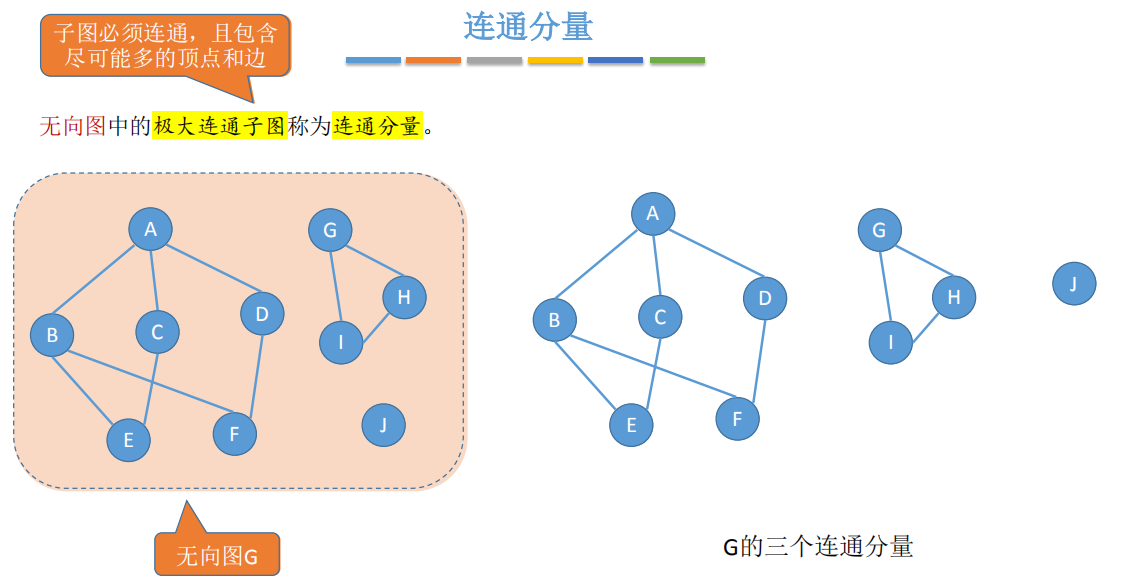 连通分量
子图必须连通，且包含
尽可能多的顶点和边
无向图中的极大连通子图称为连通分量。
A
G
H
D
B
C
I
E
F
J
无向图G
A
G
H
D
B
C
I
J
E
F
G的三个连通分量